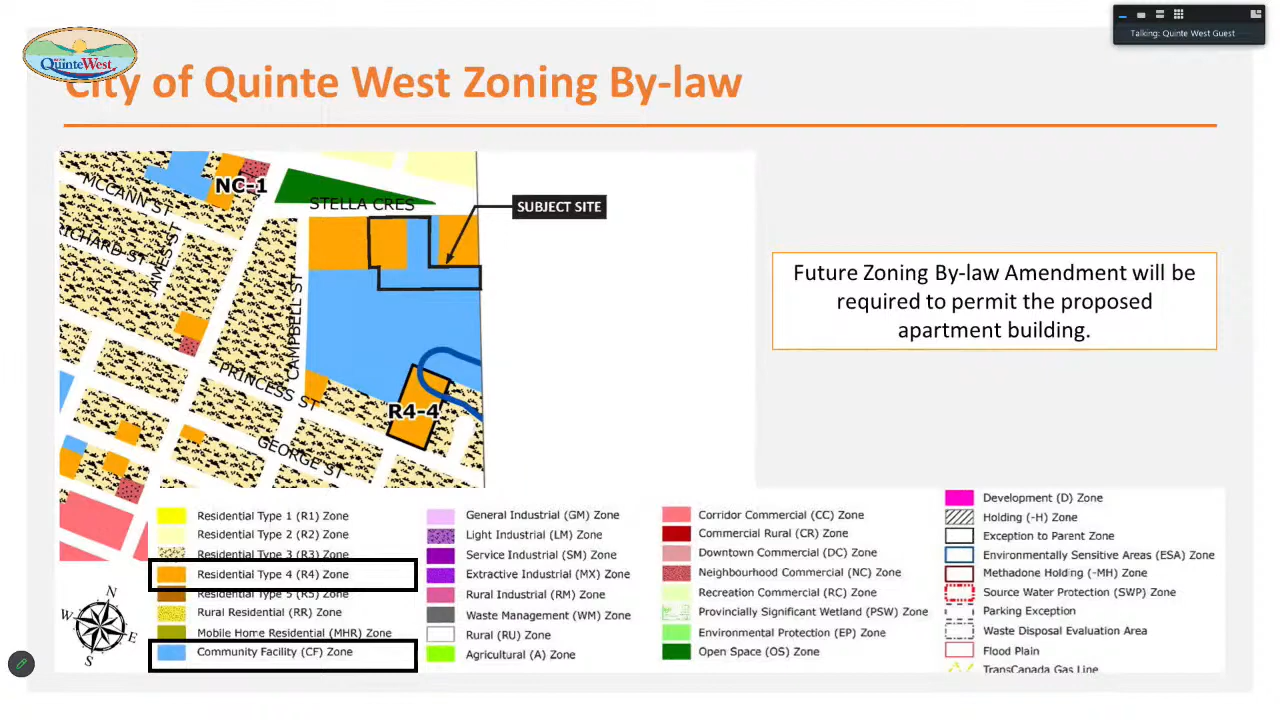 Talking: Quinte West Guest
QuinteWest
City of Quinte West Zoning By-law
NC-1
MCCANN ST
STELLA CRES
SUBJECT SITE
RICHARD ST
JAMES ST
CAMPBELL ST
Future Zoning By-law Amendment will be
required to permit the proposed
apartment building.
PRINCESS ST
R4-4
GEORGE ST
Residential Type 1 (R1) Zone
Residential Type 2 (R2) Zone
Residential Type 3 (R3) Zone
Residential Type 4 (R4) Zone
Residential Type 5 (R5) Zone
Rural Residential (RR) Zone
Mobile Home Residential (MHR) Zone
Community Facility (CF) Zone
General Industrial (GM) Zone
Light Industrial (LM) Zone
Service Industrial (SM) Zone
Extractive Industrial (MX) Zone
Rural Industrial (RM) Zone
Waste Management (WM) Zone
Rural (RU) Zone
Agricultural (A) Zone
Corridor Commercial (CC) Zone
Commercial Rural (CR) Zone
Downtown Commercial (DC) Zone
Neighbourhood Commercial (NC) Zone
Recreation Commercial (RC) Zone
Provincially Significant Wetland (PSW) Zone
Environmental Protection (EP) Zone
Open Space (OS) Zone
Development (D) Zone
Holding (-H) Zone
Exception to Parent Zone
Environmentally Sensitive Areas (ESA) Zone
Methadone Holding (-MH) Zone
Source Water Protection (SWP) Zone
Parking Exception
Waste Disposal Evaluation Area
Flood Plain
TransCanada Gas Line
N
W
E
S